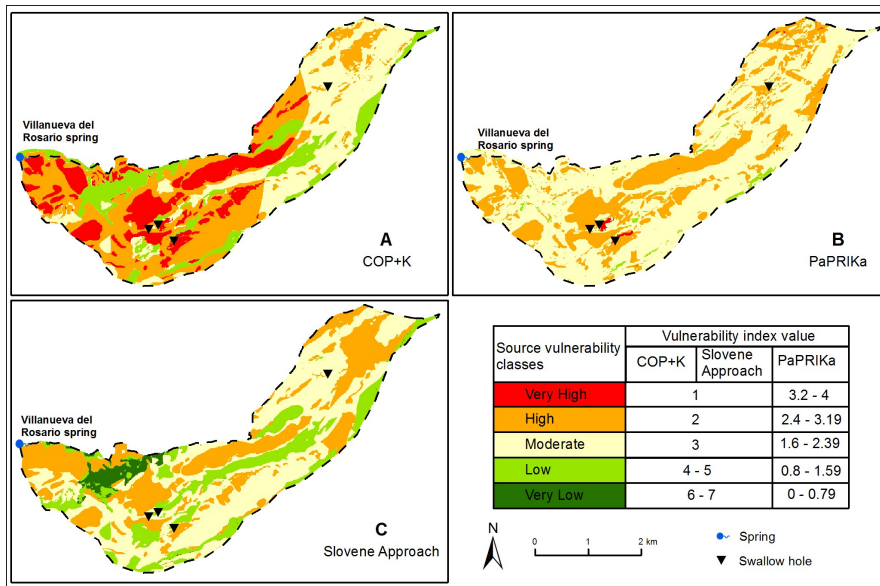 Villanueva del
Rosario spring
A
COP+K
Villanueva del
Rosario spring
B
PaPRIKa
Villanueva del
Rosario spring
C
Slovene Approach
Source vulnerability
classes
Vulnerability index value
COP+K
Slovene
Approach
PaPRIKa
Very High
1
3.2 - 4
High
2
2.4 - 3.19
Moderate
3
1.6 - 2.39
Low
4 - 5
0.8 - 1.59
Very Low
6 - 7
0 - 0.79
N
0 1 2 km
Spring
Swallow hole